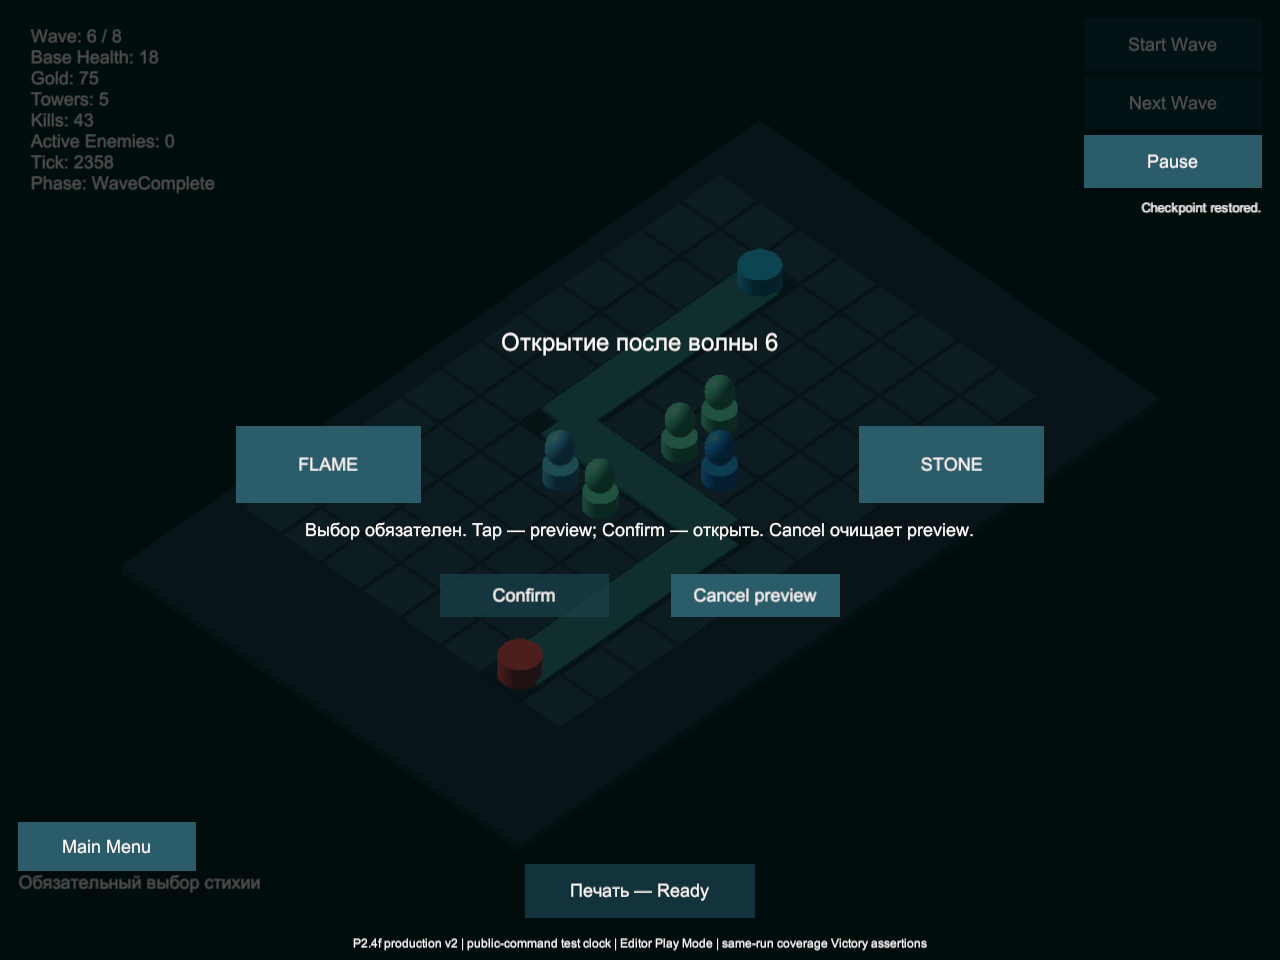 Wave: 6 / 8
Base Health: 18
Gold: 75
Towers: 5
Kills: 43
Active Enemies: 0
Tick: 2358
Phase: WaveComplete
Start Wave
Next Wave
Pause
Checkpoint restored.
Открытие после волны 6
FLAME
STONE
Выбор обязателен. Tap — preview; Confirm — открыть. Cancel очищает preview.
Confirm
Cancel preview
Main Menu
Обязательный выбор стихии
Печать — Ready
P2.4f production v2 | public-command test clock | Editor Play Mode | same-run coverage Victory assertions